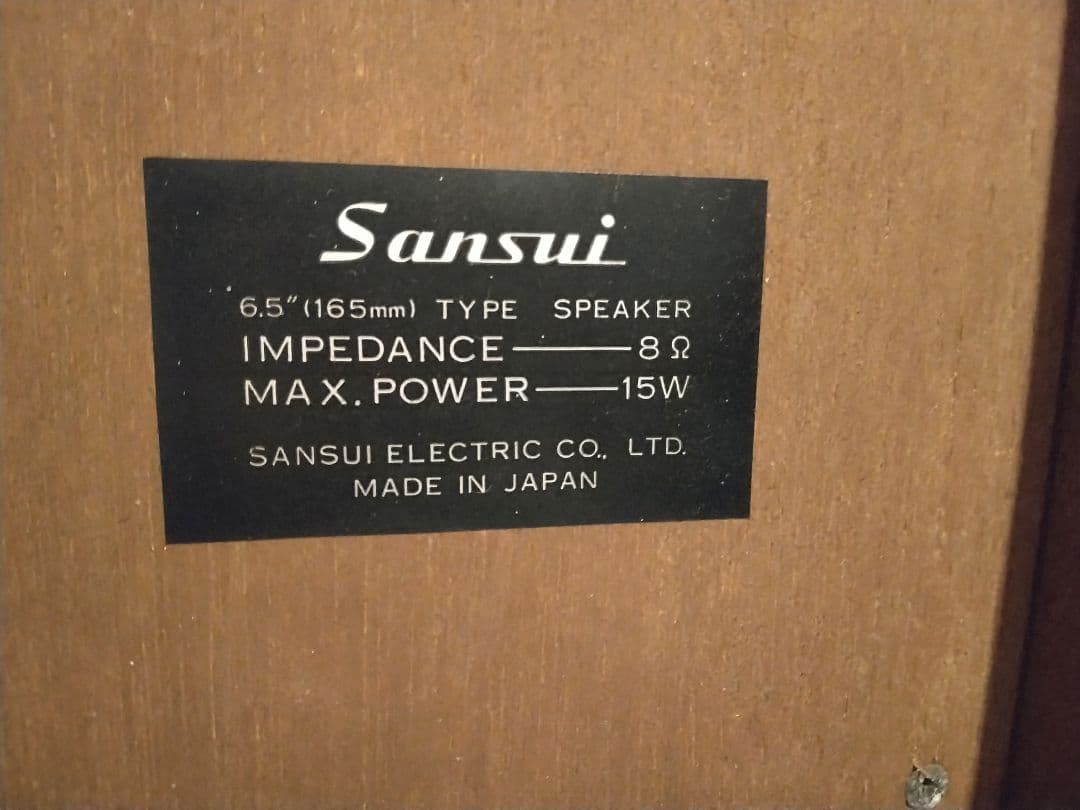 Sansui
6.5"(165mm) TYPE SPEAKER
IMPEDANCE——8Ω
MAX. POWER——15W
SANSUI ELECTRIC CO., LTD.
MADE IN JAPAN